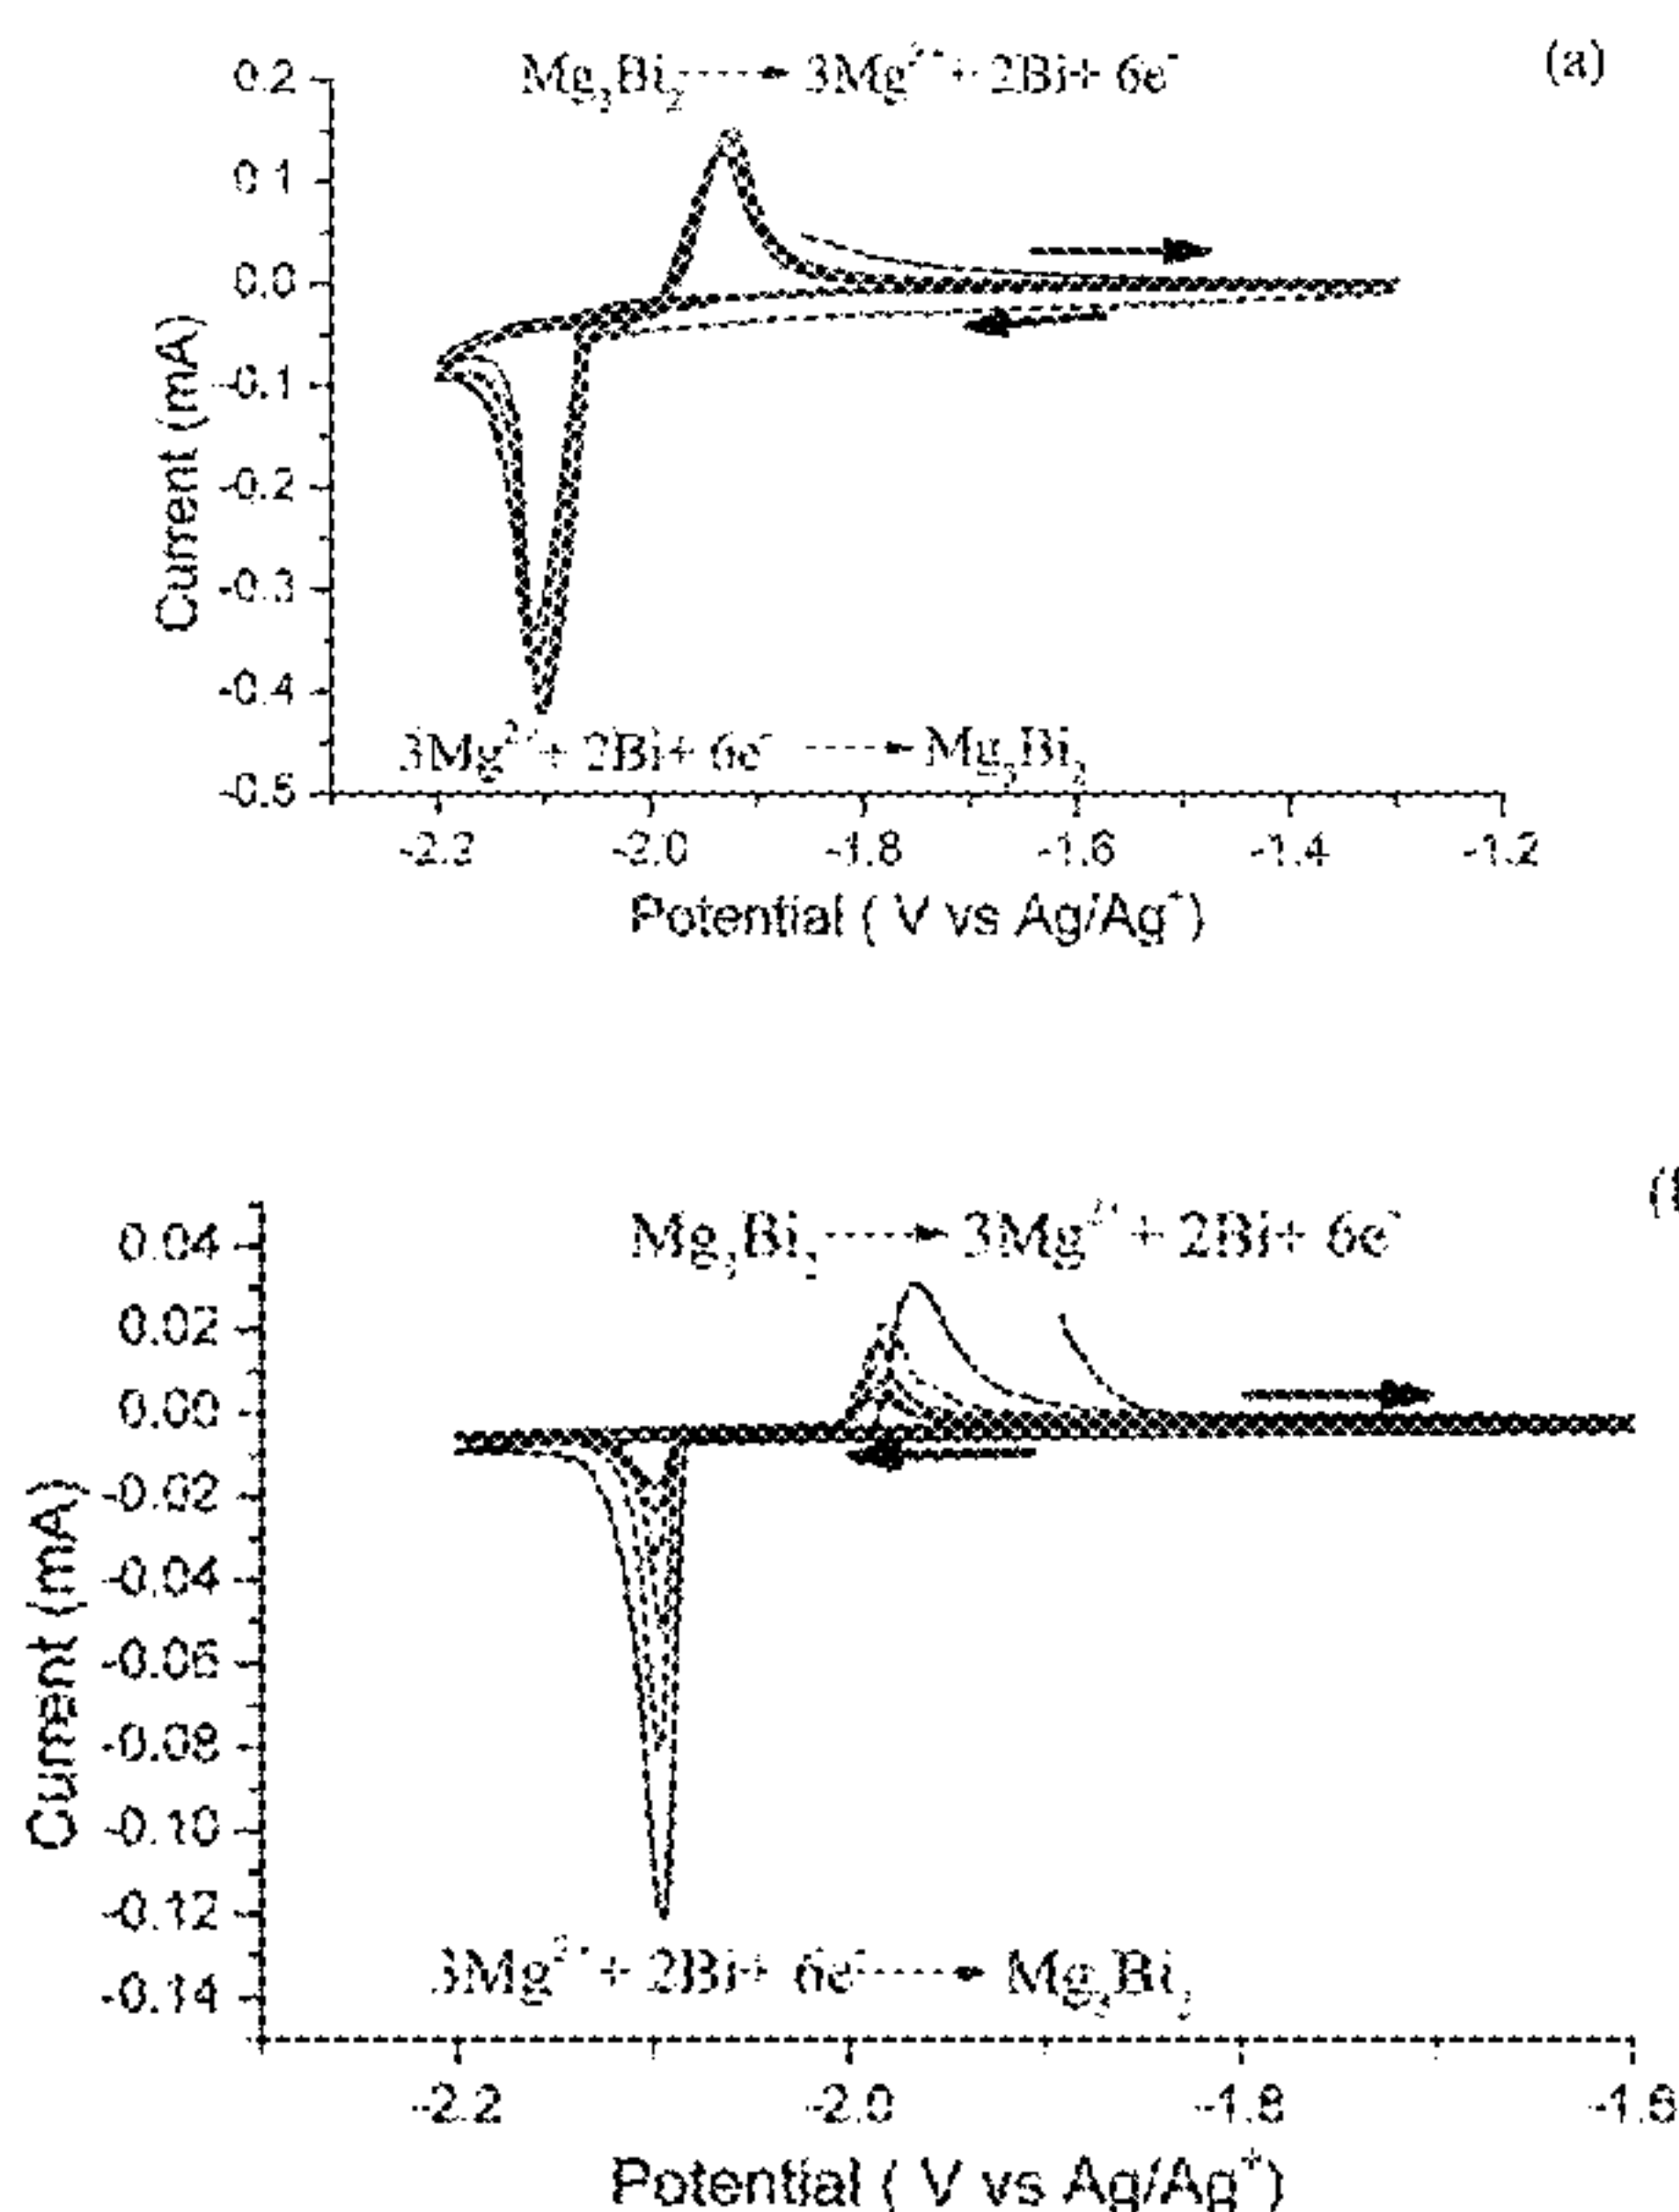 (a)
Mg₃Bi₂ ----► 3Mg²⁺+ 2Bi+ 6e⁻
0.2
0.1
0.0
-0.1
-0.2
-0.3
-0.4
-0.5
Current (mA)
3Mg²⁺+ 2Bi+ 6e⁻ ----► Mg₃Bi₂
-2.2 -2.0 -1.8 -1.6 -1.4 -1.2
Potential ( V vs Ag/Ag⁺)
Mg₃Bi₂ ----► 3Mg²⁺+ 2Bi+ 6e⁻
0.04
0.02
0.00
-0.02
-0.04
-0.06
-0.08
-0.10
-0.12
-0.14
Current (mA)
3Mg²⁺+ 2Bi+ 6e⁻ ----► Mg₃Bi₂
-2.2 -2.0 -1.8 -1.6
Potential ( V vs Ag/Ag⁺)